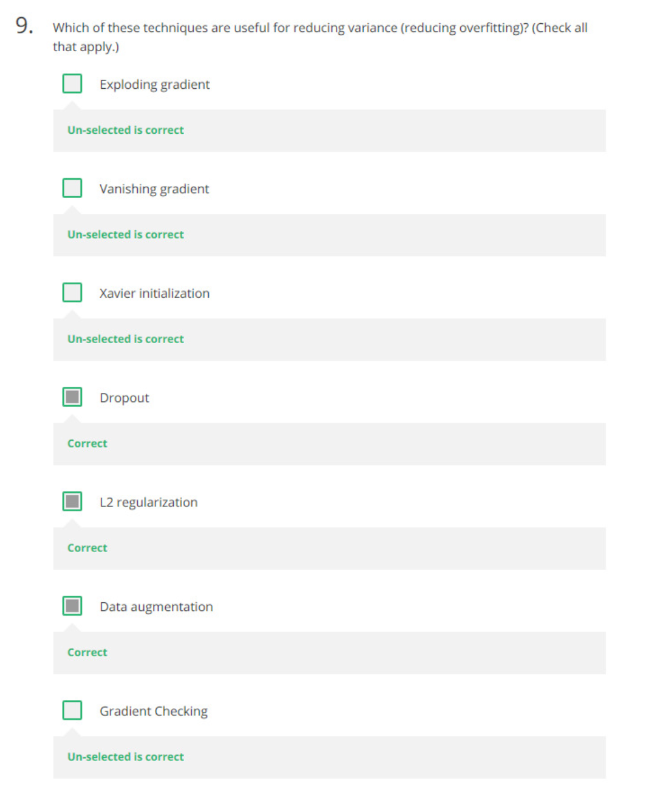 9. Which of these techniques are useful for reducing variance (reducing overfitting)? (Check all
that apply.)
Exploding gradient
Un-selected is correct
Vanishing gradient
Un-selected is correct
Xavier initialization
Un-selected is correct
Dropout
Correct
L2 regularization
Correct
Data augmentation
Correct
Gradient Checking
Un-selected is correct